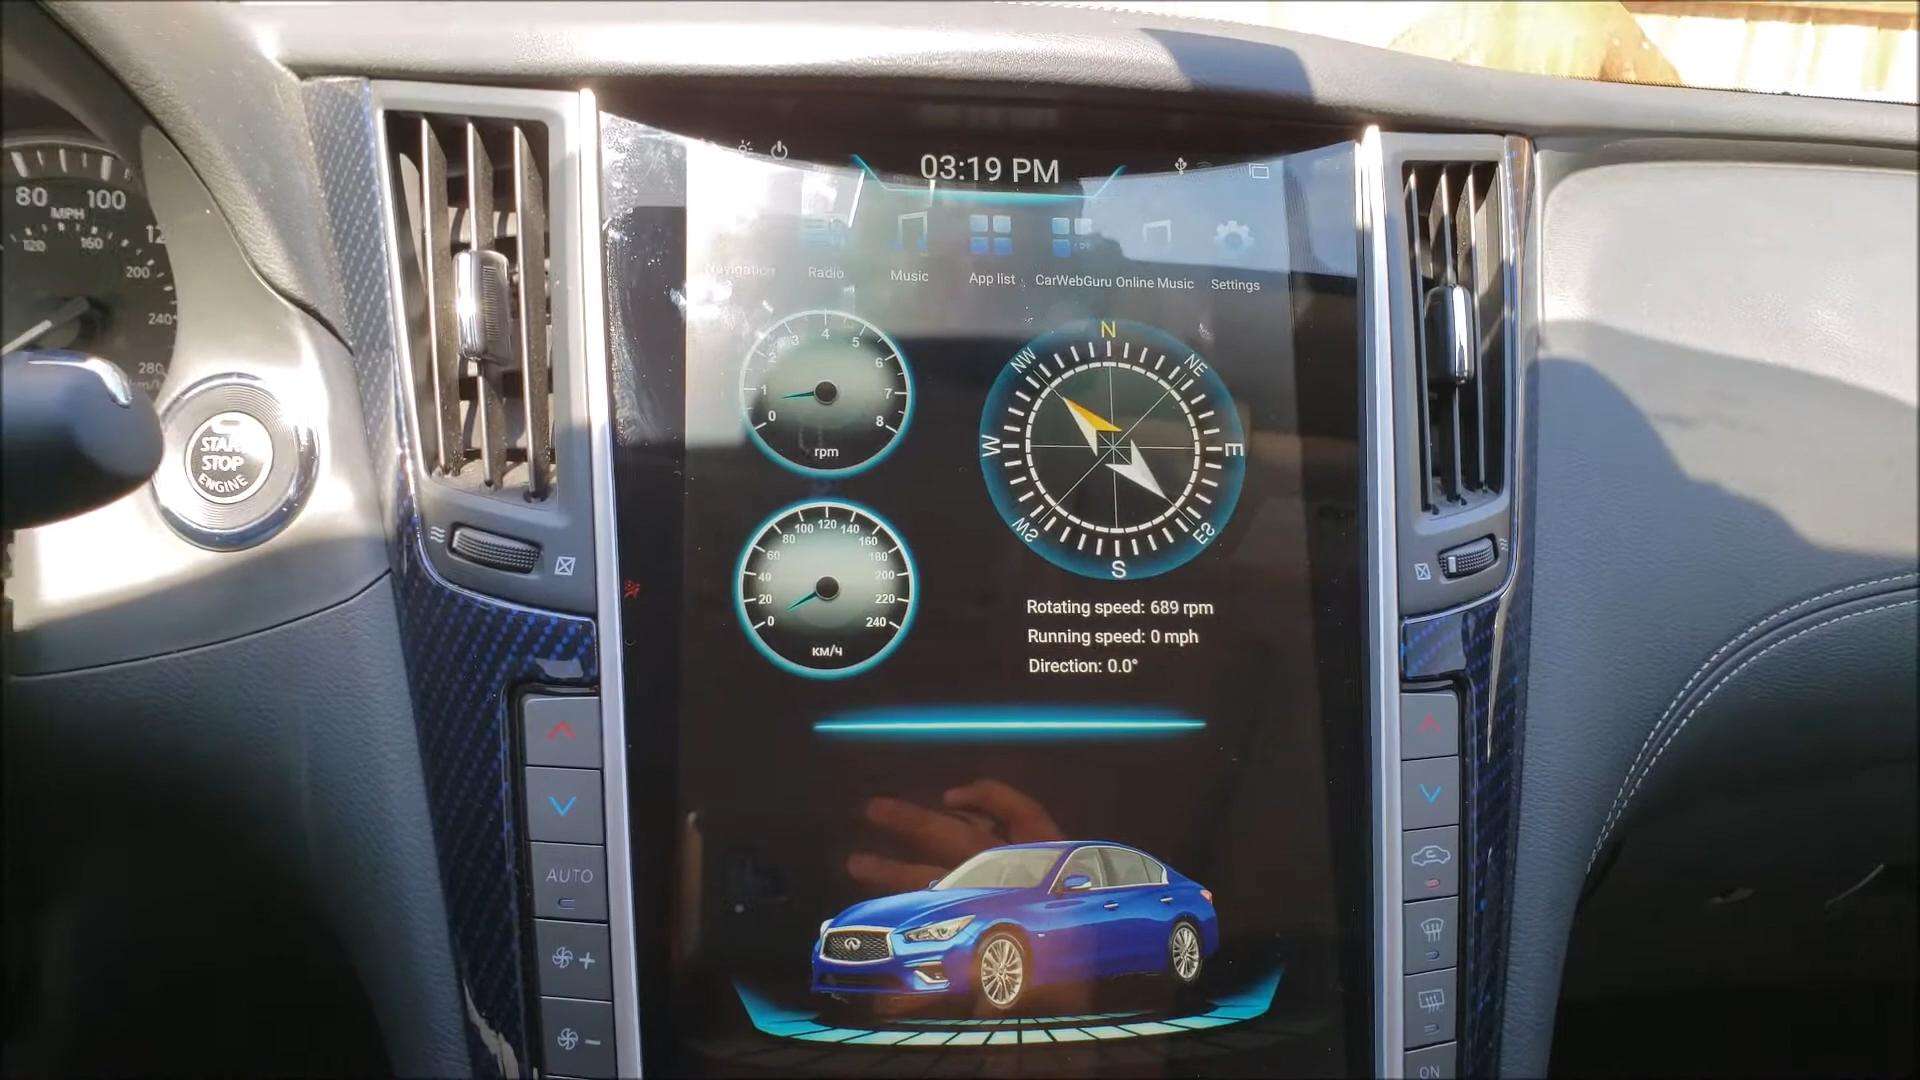 03:19 PM
Navigation
Radio
Music
App list
CarWebGuru
Online Music
Settings
80
100
MPH
120
160
200
240
280
km/h
START
STOP
ENGINE
0
1
2
3
4
5
6
7
8
rpm
0
20
40
60
80
100
120
140
160
180
200
220
240
км/ч
N
NE
E
ES
S
SW
W
NW
Rotating speed: 689 rpm
Running speed: 0 mph
Direction: 0.0°
AUTO
ON